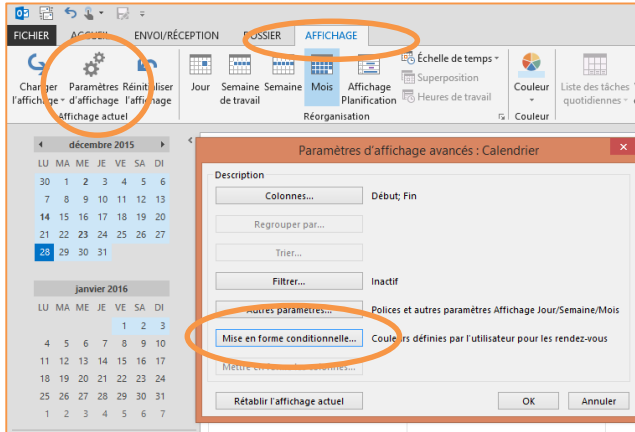 FICHIER ACCUEIL ENVOI/RÉCEPTION DOSSIER AFFICHAGE
Changer l'affichage Paramètres d'affichage Réinitialiser l'affichage
Affichage actuel
Jour Semaine de travail Semaine Mois Affichage Planification
Échelle de temps
Superposition
Heures de travail
Réorganisation
Couleur
Couleur
Liste des tâches quotidiennes
décembre 2015
LU MA ME JE VE SA DI
30 1 2 3 4 5 6
7 8 9 10 11 12 13
14 15 16 17 18 19 20
21 22 23 24 25 26 27
28 29 30 31
janvier 2016
LU MA ME JE VE SA DI
1 2 3
4 5 6 7 8 9 10
11 12 13 14 15 16 17
18 19 20 21 22 23 24
25 26 27 28 29 30 31
1 2 3 4 5 6 7
Paramètres d'affichage avancés : Calendrier
Description
Colonnes... Début; Fin
Regrouper par...
Trier...
Filtrer... Inactif
Autres paramètres... Polices et autres paramètres Affichage Jour/Semaine/Mois
Mise en forme conditionnelle... Couleurs définies par l'utilisateur pour les rendez-vous
Mettre en forme les colonnes...
Rétablir l'affichage actuel OK Annuler